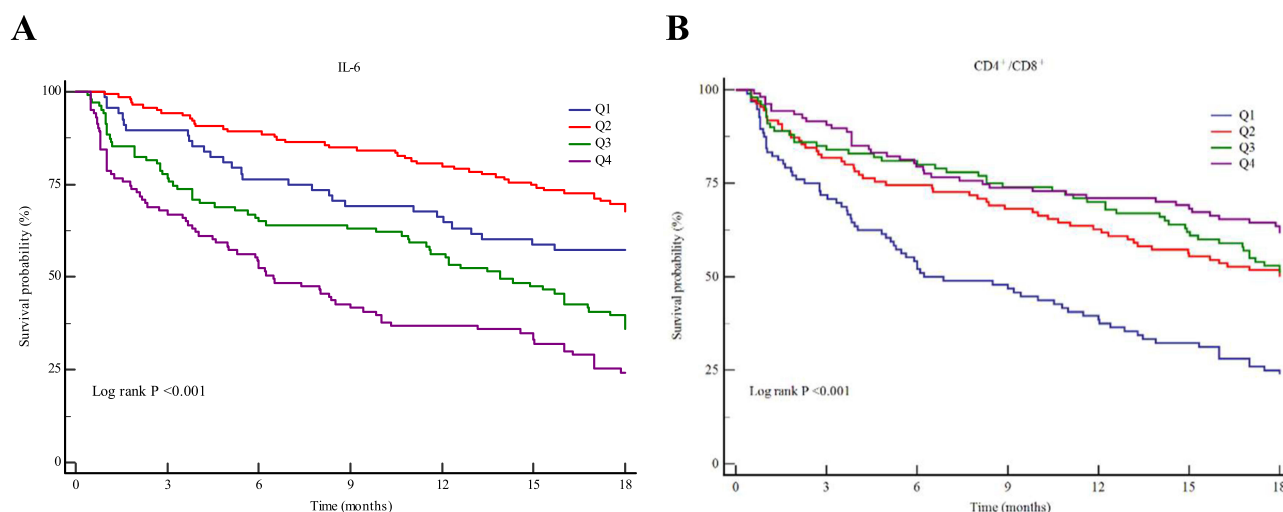 A
IL-6
Survival probability (%)
100
75
50
25
0
Q1
Q2
Q3
Q4
Log rank P <0.001
0 3 6 9 12 15 18
Time (months)
B
CD4⁺/CD8⁺
Survival probability (%)
100
75
50
25
0
Q1
Q2
Q3
Q4
Log rank P <0.001
0 3 6 9 12 15 18
Time (months)